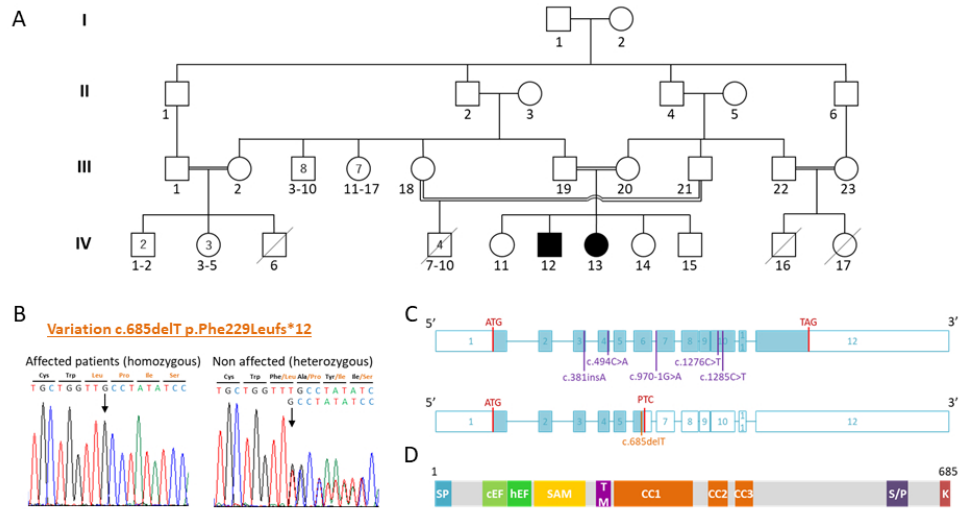 A
I
1 2
II
1 2 3 4 5 6
8 7
III
1 2 3-10 11-17 18 19 20 21 22 23
2 3 4
IV
1-2 3-5 6 7-10 11 12 13 14 15 16 17
B
Variation c.685delT p.Phe229Leufs*12
Affected patients (homozygous) Non affected (heterozygous)
Cys Trp Leu Pro Ile Ser Cys Trp Phe/Leu Ala/Pro Tyr/Ile Ile/Ser
TGCTGGTTGCCTATATCC TGCTGGTTTGCCTATATC
GCCTATATCC
C
5' ATG TAG 3'
1 2 3 4 5 6 7 8 9 10 11 12
c.494C>A c.1276C>T
c.381insA c.970-1G>A c.1285C>T
5' ATG PTC 3'
1 2 3 4 5 6 7 8 9 10 11 12
c.685delT
D
1 685
SP cEF hEF SAM TM CC1 CC2 CC3 S/P K